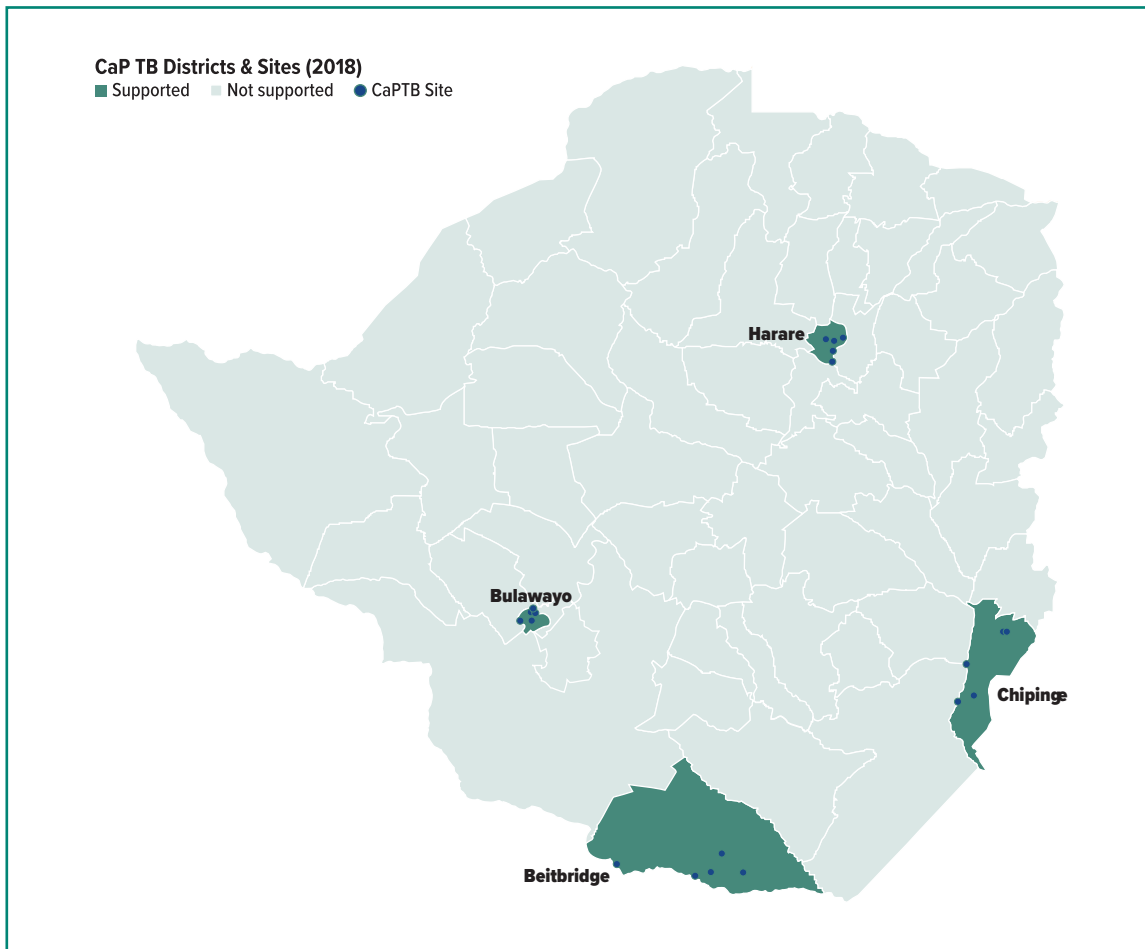 CaP TB Districts & Sites (2018)
Supported Not supported CaPTB Site
Harare
Bulawayo
Chipinge
Beitbridge